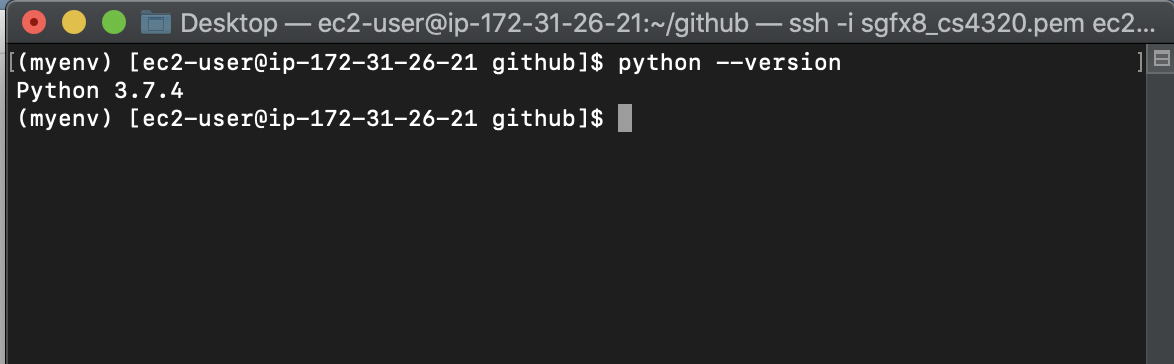 Desktop — ec2-user@ip-172-31-26-21:~/github — ssh -i sgfx8_cs4320.pem ec2...
[(myenv) [ec2-user@ip-172-31-26-21 github]$ python --version ]
Python 3.7.4
(myenv) [ec2-user@ip-172-31-26-21 github]$